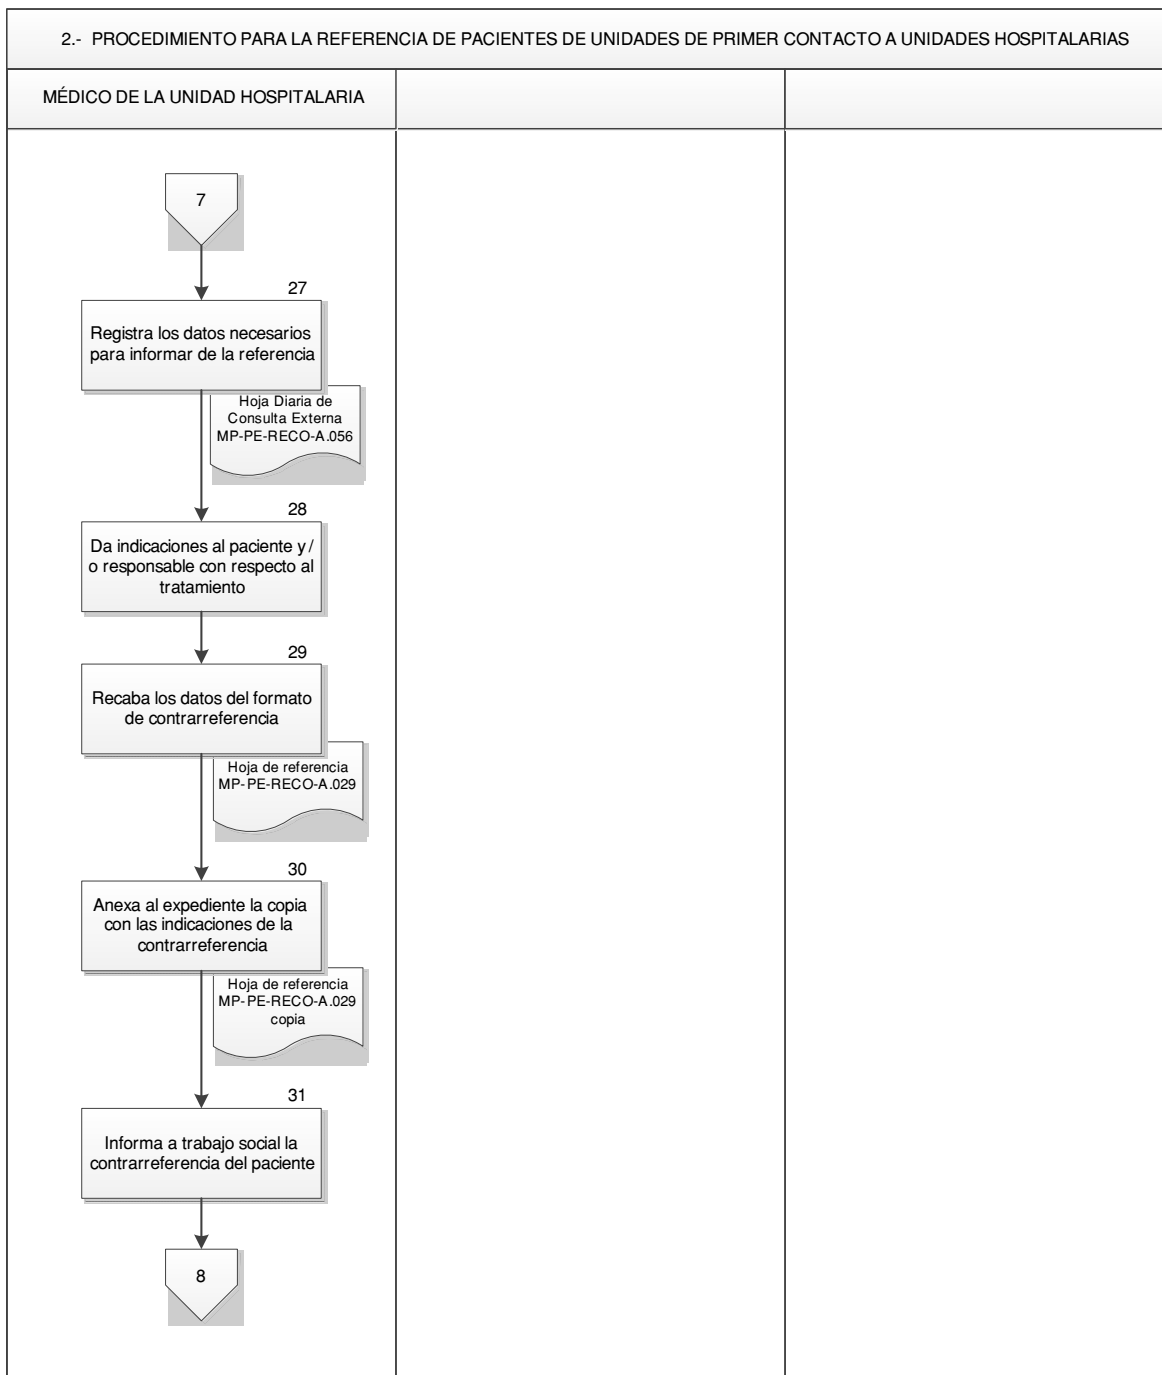 2.- PROCEDIMIENTO PARA LA REFERENCIA DE PACIENTES DE UNIDADES DE PRIMER CONTACTO A UNIDADES HOSPITALARIAS
MÉDICO DE LA UNIDAD HOSPITALARIA
7
27
Registra los datos necesarios
para informar de la referencia
Hoja Diaria de
Consulta Externa
MP-PE-RECO-A.056
28
Da indicaciones al paciente y/
o responsable con respecto al
tratamiento
29
Recaba los datos del formato
de contrarreferencia
Hoja de referencia
MP-PE-RECO-A.029
30
Anexa al expediente la copia
con las indicaciones de la
contrarreferencia
Hoja de referencia
MP-PE-RECO-A.029
copia
31
Informa a trabajo social la
contrarreferencia del paciente
8